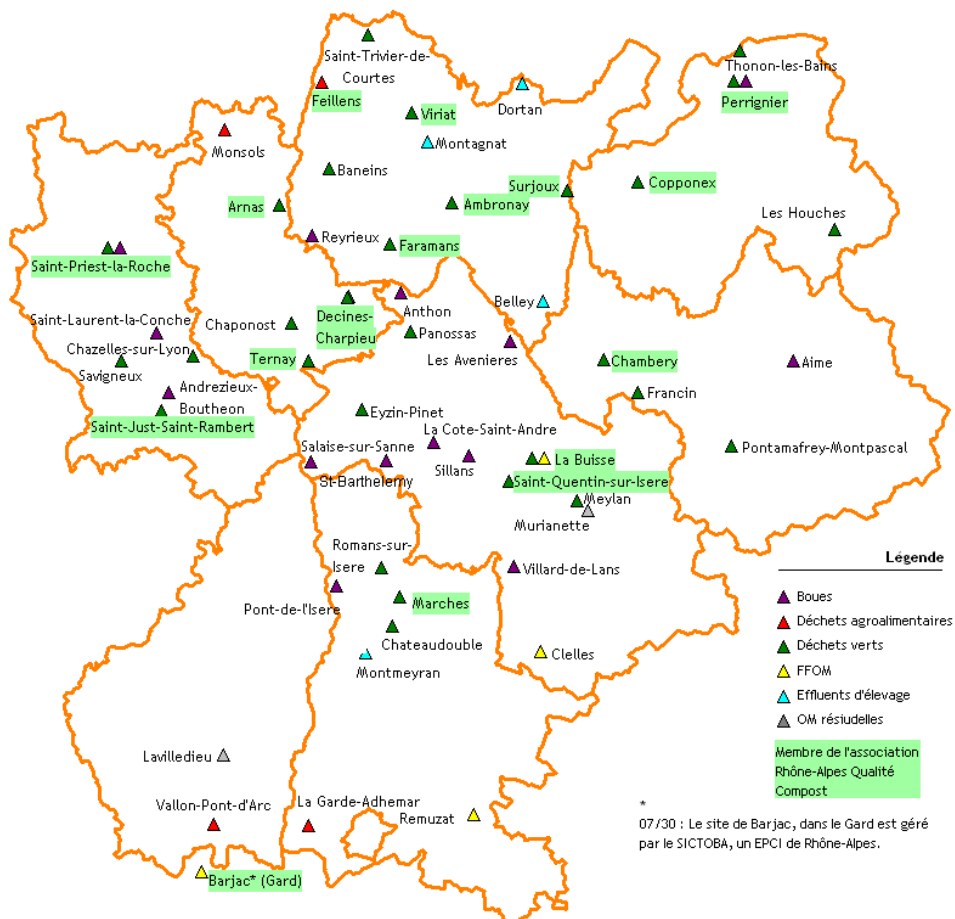 Saint-Trivier-de-
Courtes
Thonon-les-Bains
Feillens
Dortan
Perrignier
Viriat
Monsols
Montagnat
Baneins
Surjoux
Copponex
Arnas
Ambronay
Les Houches
Reyrieux
Faramans
Saint-Priest-la-Roche
Belley
Decines-
Charpieu
Anthon
Saint-Laurent-la-Conche
Chaponost
Panossas
Chazelles-sur-Lyon
Les Avenieres
Ternay
Chambery
Aime
Savigneux
Andrezieux-
Boutheon
Francin
Eyzin-Pinet
Saint-Just-Saint-Rambert
La Cote-Saint-Andre
Salaise-sur-Sanne
Pontamafrey-Montpascal
La Buisse
Sillans
St-Barthelemy
Saint-Quentin-sur-Isere
Meylan
Murianette
Romans-sur-
Isere
Villard-de-Lans
Pont-de-l'Isere
Marches
Chateaudouble
Clelles
Montmeyran
Légende
Boues
Déchets agroalimentaires
Déchets verts
FFOM
Effluents d'élevage
OM résiudelles
Membre de l'association
Rhône-Alpes Qualité
Compost
Lavilledieu
Vallon-Pont-d'Arc
La Garde-Adhemar
Remuzat
Barjac* (Gard)
*
07/30 : Le site de Barjac, dans le Gard est géré
par le SICTOBA, un EPCI de Rhône-Alpes.